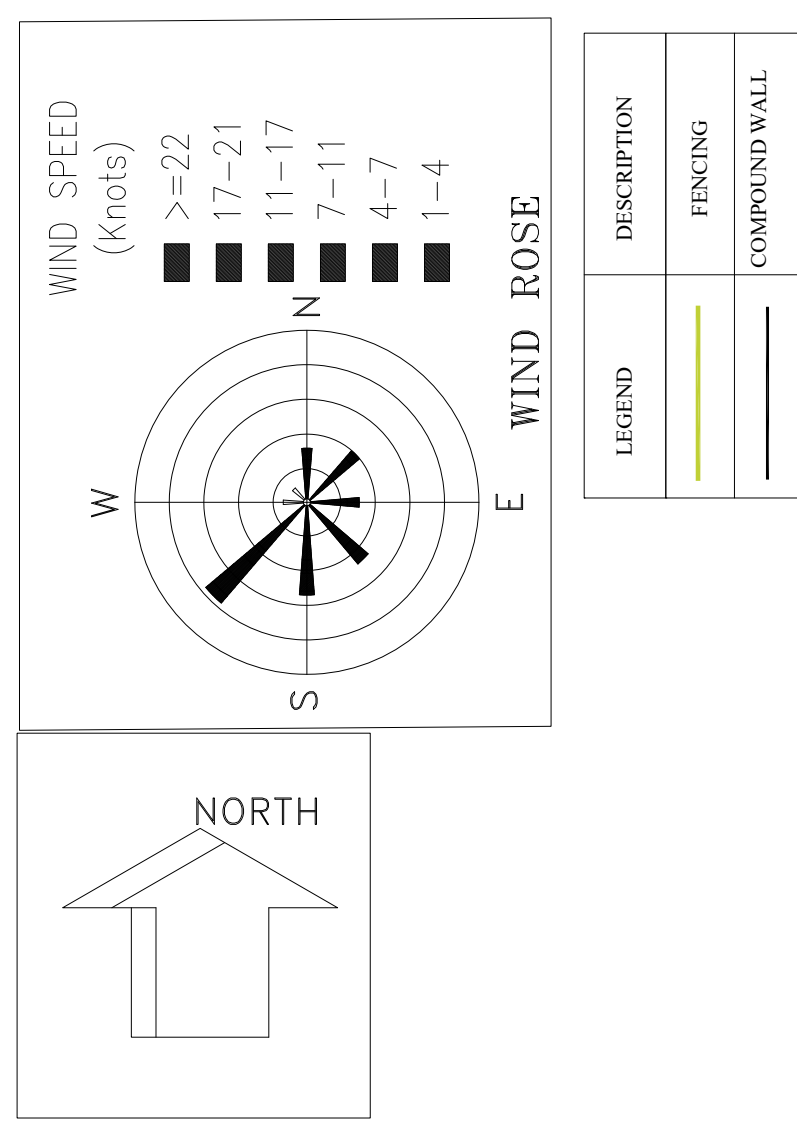 WIND SPEED
(Knots)
>=22
17-21
11-17
7-11
4-7
1-4
N
W
E
S
WIND ROSE
NORTH
LEGEND DESCRIPTION
FENCING
COMPOUND WALL